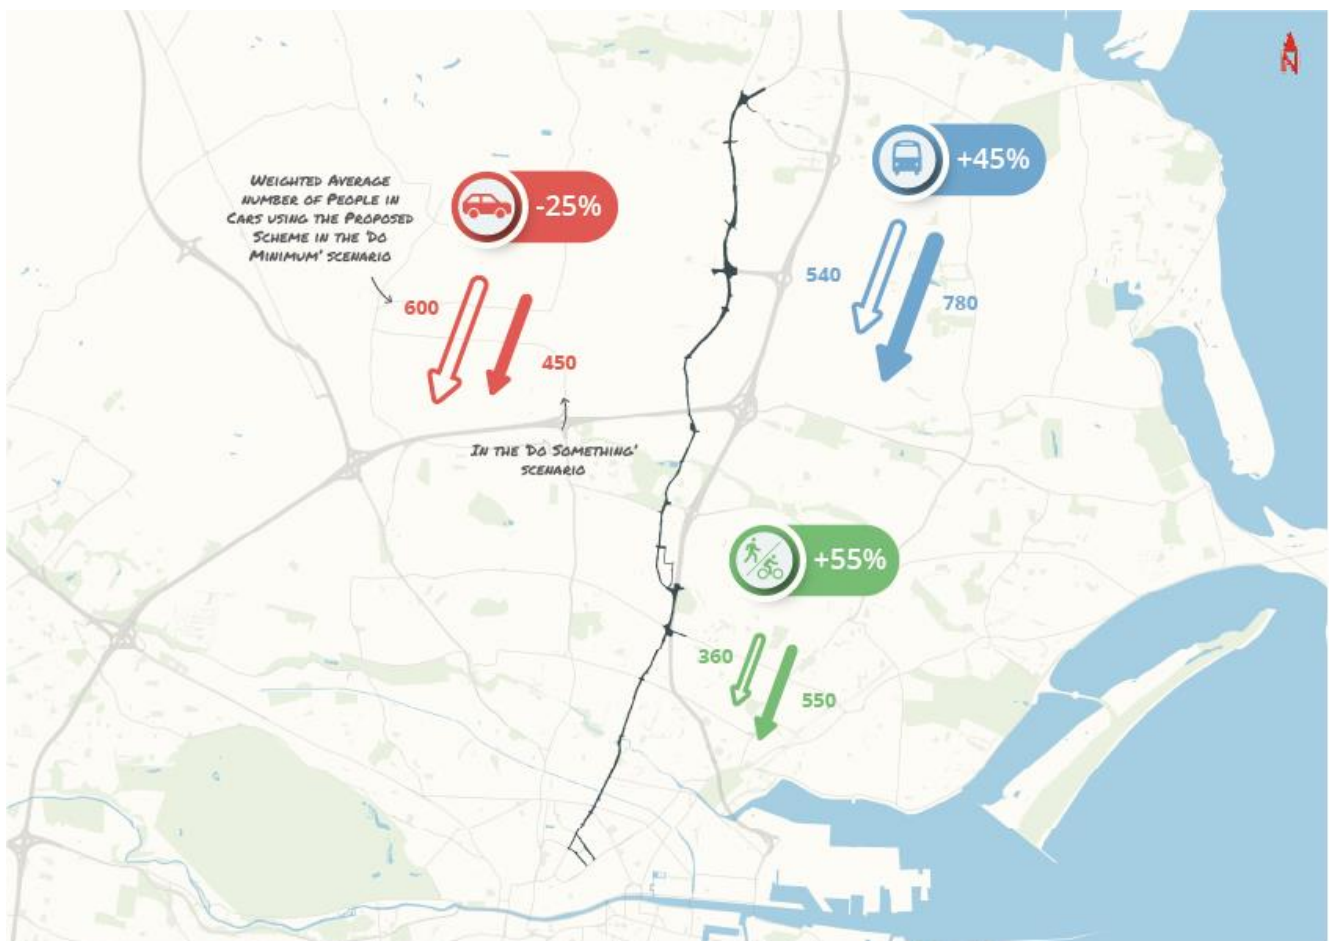 N
+45%
WEIGHTED AVERAGE
NUMBER OF PEOPLE IN
CARS USING THE PROPOSED
SCHEME IN THE 'DO
MINIMUM' SCENARIO
-25%
540
780
600
450
IN THE 'DO SOMETHING'
SCENARIO
+55%
360
550